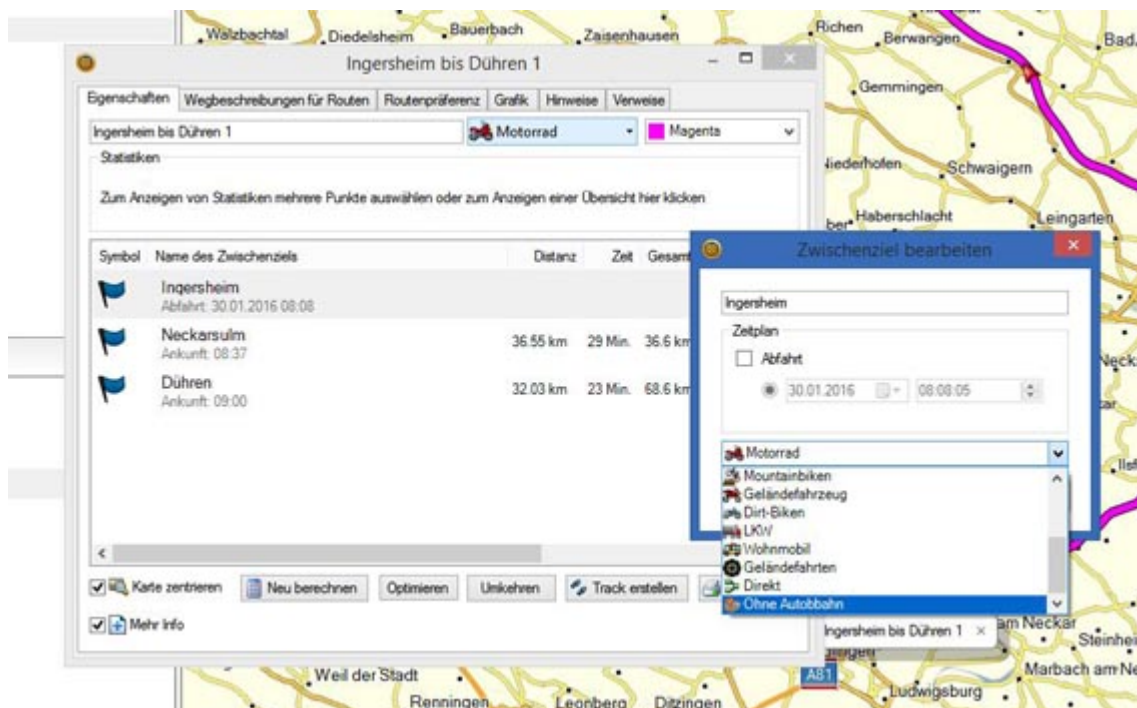 Walzbachtal
Diedelsheim
Bauerbach
Zaisenhausen
Richen
Berwangen
Bad
Gemmingen
Niederhofen
Schwaigern
Haberschlacht
Leingarten
Ingersheim bis Dühren 1
Eigenschaften Wegbeschreibungen für Routen Routenpräferenz Grafik Hinweise Verweise
Ingersheim bis Dühren 1 Motorrad Magenta
Statistiken
Zum Anzeigen von Statistiken mehrere Punkte auswählen oder zum Anzeigen einer Übersicht hier klicken
Symbol Name des Zwischenziels Distanz Zeit Gesamt
Ingersheim
Abfahrt: 30.01.2016 08:08
Neckarsulm 36.55 km 29 Min. 36.6 km
Ankunft: 08:37
Dühren 32.03 km 23 Min. 68.6 km
Ankunft: 09:00
Karte zentrieren Neu berechnen Optimieren Umkehren Track erstellen
Mehr Info
Zwischenziel bearbeiten
Ingersheim
Zeitplan
Abfahrt
30.01.2016 08:08:05
Motorrad
Mountainbiken
Geländefahrzeug
Dirt-Biken
LKW
Wohnmobil
Geländefahrten
Direkt
Ohne Autobbahn
Ingersheim bis Dühren 1
am Neckar
Steinhei
Weil der Stadt
A81
Marbach am Ne
Ludwigsburg
Renningen
Leonberg
Ditzingen